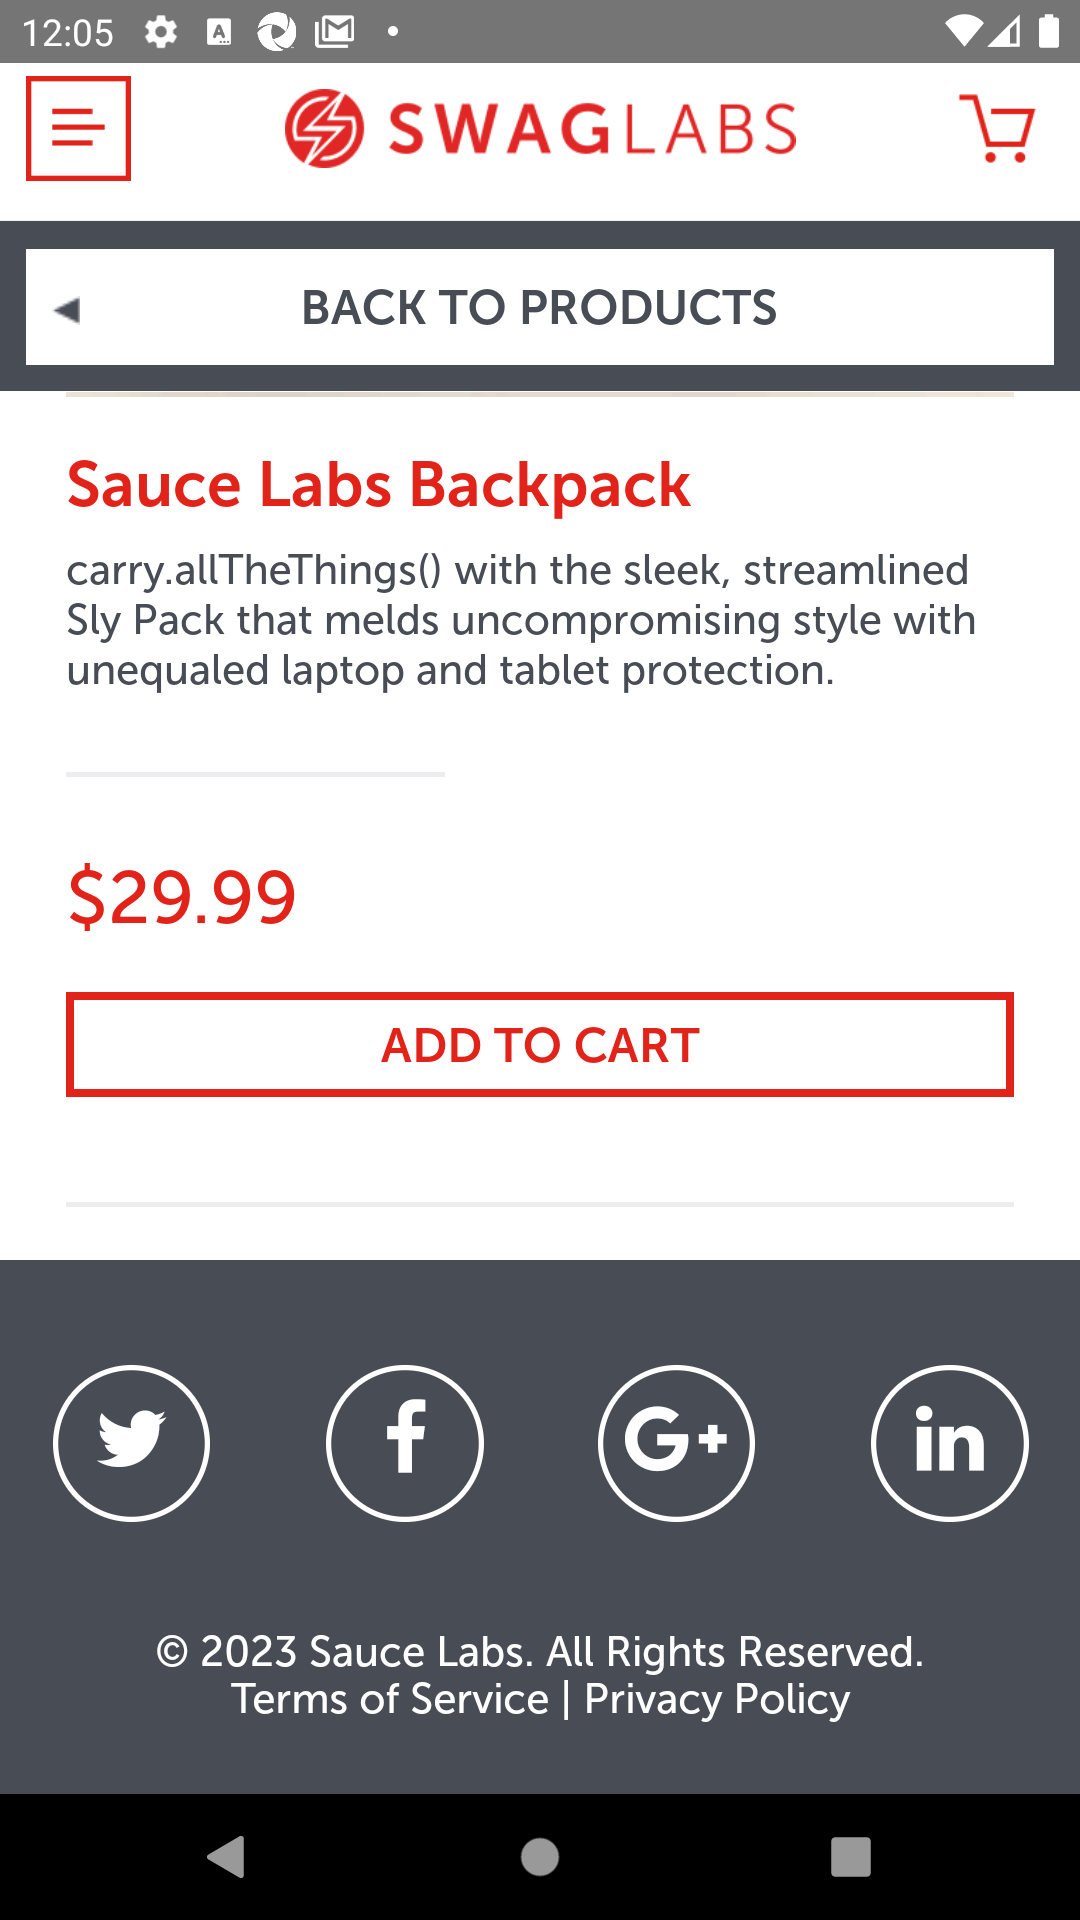 12:05
SWAGLABS
BACK TO PRODUCTS
Sauce Labs Backpack
carry.allTheThings() with the sleek, streamlined
Sly Pack that melds uncompromising style with
unequaled laptop and tablet protection.
$29.99
ADD TO CART
© 2023 Sauce Labs. All Rights Reserved.
Terms of Service | Privacy Policy